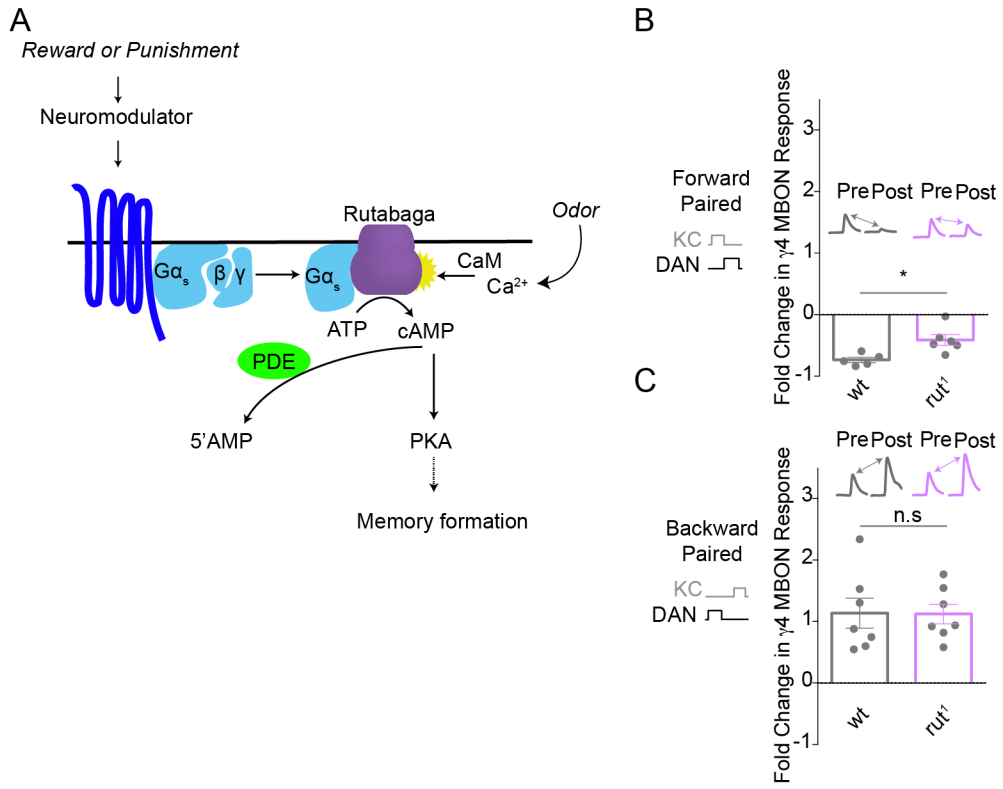 A
Reward or Punishment
Neuromodulator
Rutabaga
Odor
Gαs
β
γ
Gαs
CaM
Ca2+
ATP
cAMP
PDE
5'AMP
PKA
Memory formation
B
Forward
Paired
KC
DAN
Fold Change in γ4 MBON Response
3
2
1
0
-1
Pre Post
Pre Post
*
wt
rut1
C
Backward
Paired
KC
DAN
Fold Change in γ4 MBON Response
3
2
1
0
-1
Pre Post
Pre Post
n.s
wt
rut1